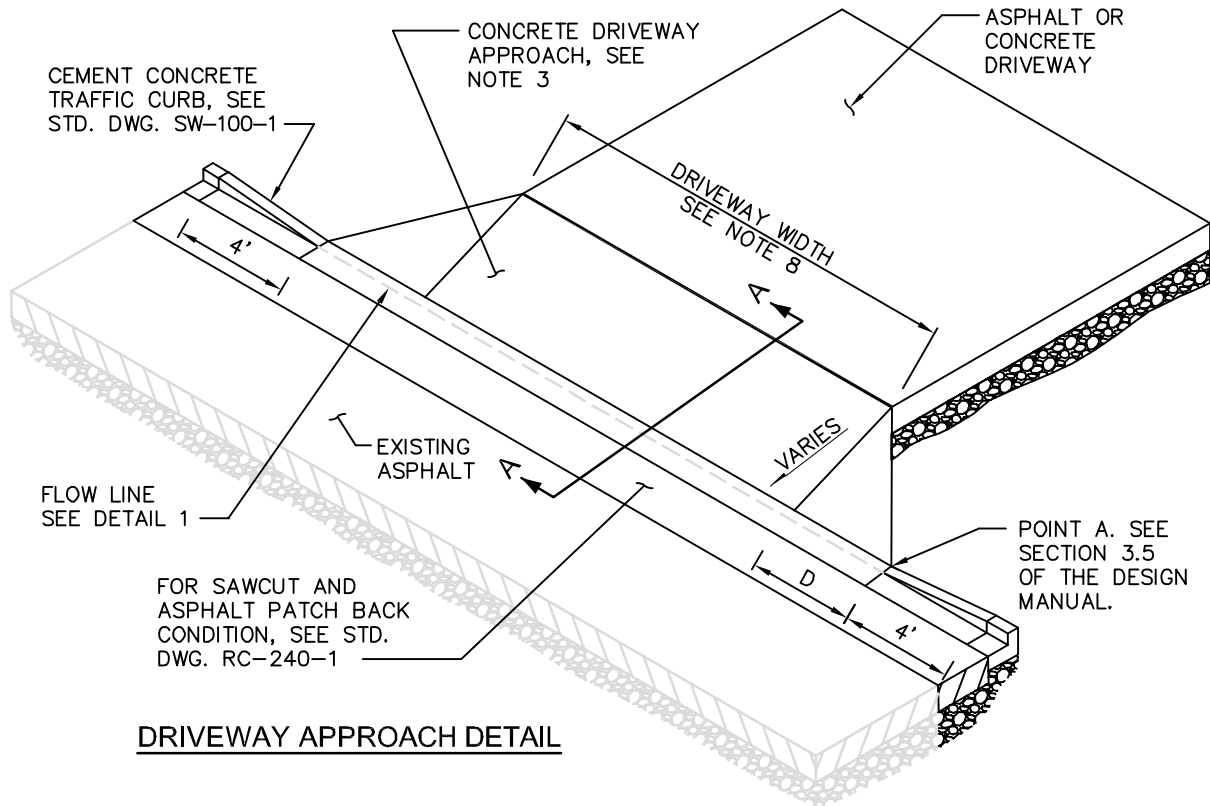 CONCRETE DRIVEWAY
APPROACH, SEE
NOTE 3
ASPHALT OR
CONCRETE
DRIVEWAY
CEMENT CONCRETE
TRAFFIC CURB, SEE
STD. DWG. SW-100-1
DRIVEWAY WIDTH
SEE NOTE 8
4'
A
VARIES
EXISTING
ASPHALT
A
FLOW LINE
SEE DETAIL 1
POINT A. SEE
SECTION 3.5
OF THE DESIGN
MANUAL.
D
4'
FOR SAWCUT AND
ASPHALT PATCH BACK
CONDITION, SEE STD.
DWG. RC-240-1
DRIVEWAY APPROACH DETAIL